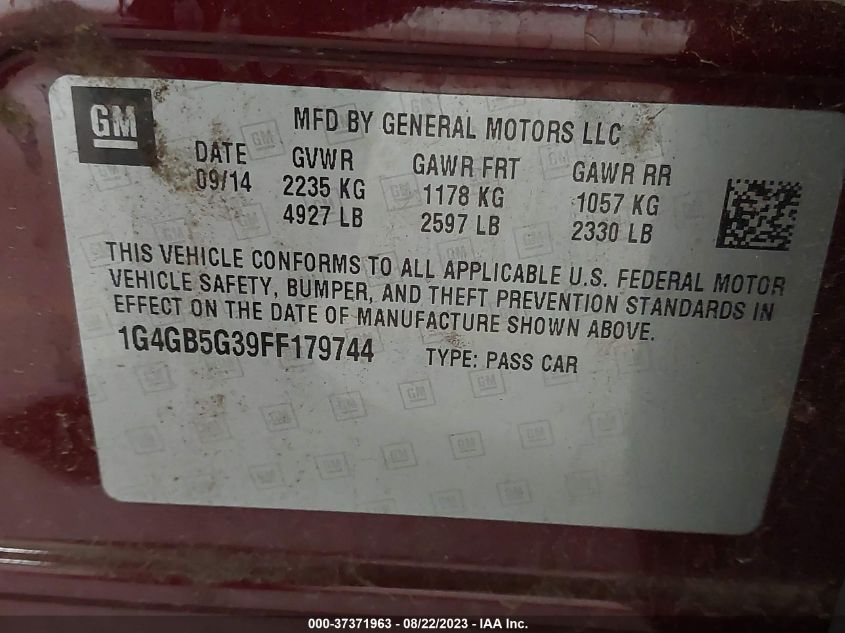 GM ®
MFD BY GENERAL MOTORS LLC
DATE GVWR GAWR FRT GAWR RR
09/14 2235 KG 1178 KG 1057 KG
4927 LB 2597 LB 2330 LB
THIS VEHICLE CONFORMS TO ALL APPLICABLE U.S. FEDERAL MOTOR
VEHICLE SAFETY, BUMPER, AND THEFT PREVENTION STANDARDS IN
EFFECT ON THE DATE OF MANUFACTURE SHOWN ABOVE.
1G4GB5G39FF179744 TYPE: PASS CAR
000-37371963 - 08/22/2023 - IAA Inc.